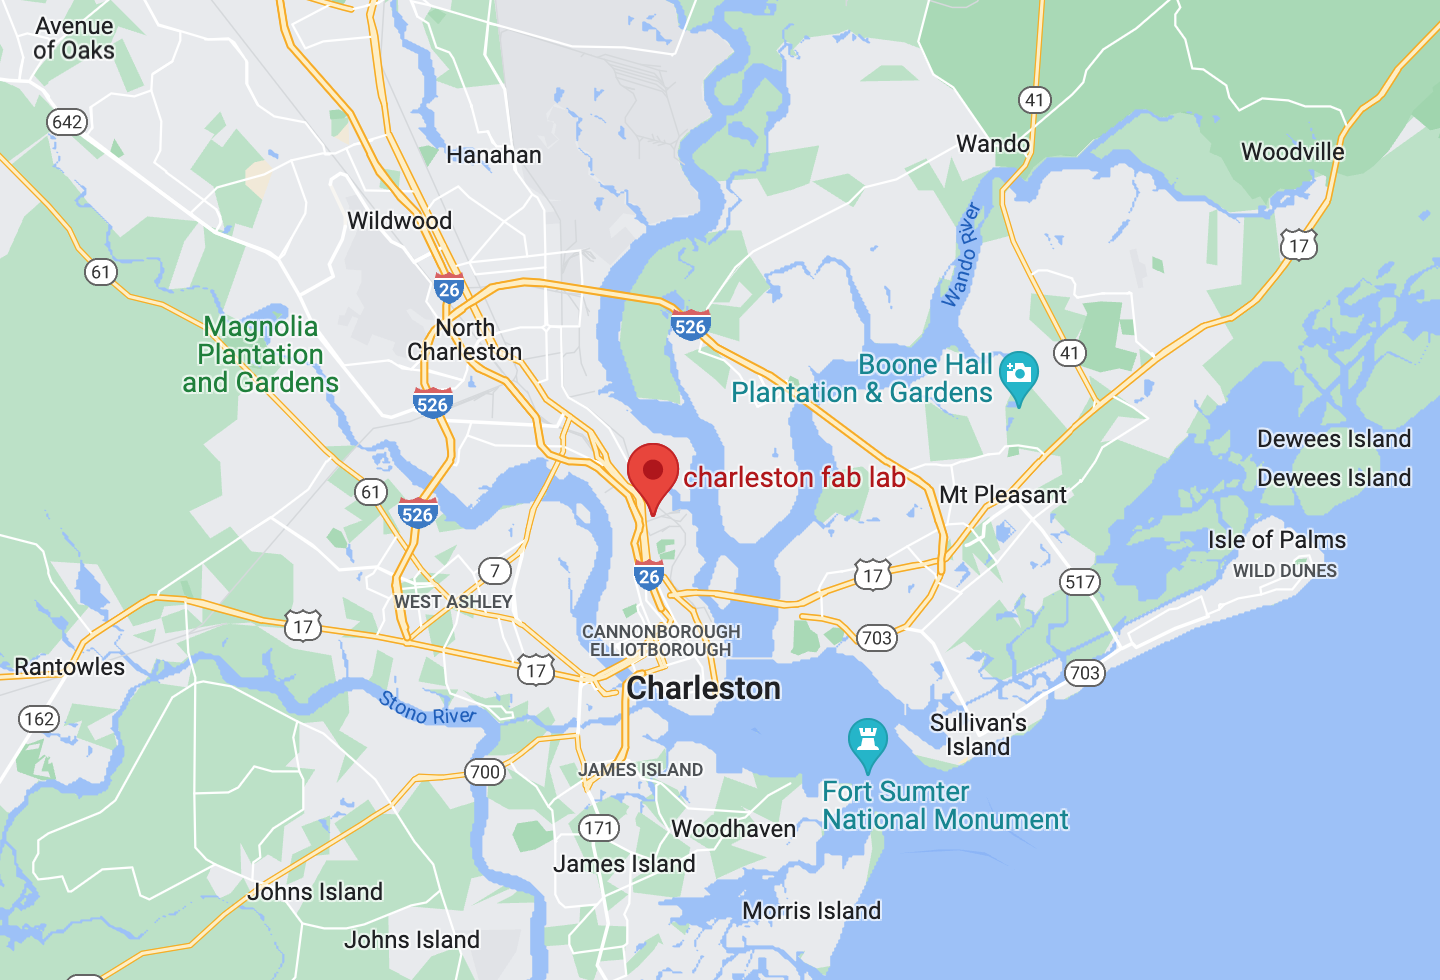 Avenue
of Oaks
642
41
Wando
Woodville
Hanahan
Wildwood
17
61
Wando River
26
North
Charleston
526
Magnolia
Plantation
and Gardens
41
Boone Hall
Plantation & Gardens
526
Dewees Island
Dewees Island
charleston fab lab
61
Mt Pleasant
526
Isle of Palms
WILD DUNES
7
26
17
517
WEST ASHLEY
17
CANNONBOROUGH
ELLIOTBOROUGH
703
Rantowles
17
703
Charleston
162
Stono River
Sullivan's
Island
700
JAMES ISLAND
Fort Sumter
National Monument
171
Woodhaven
James Island
Johns Island
Morris Island
Johns Island